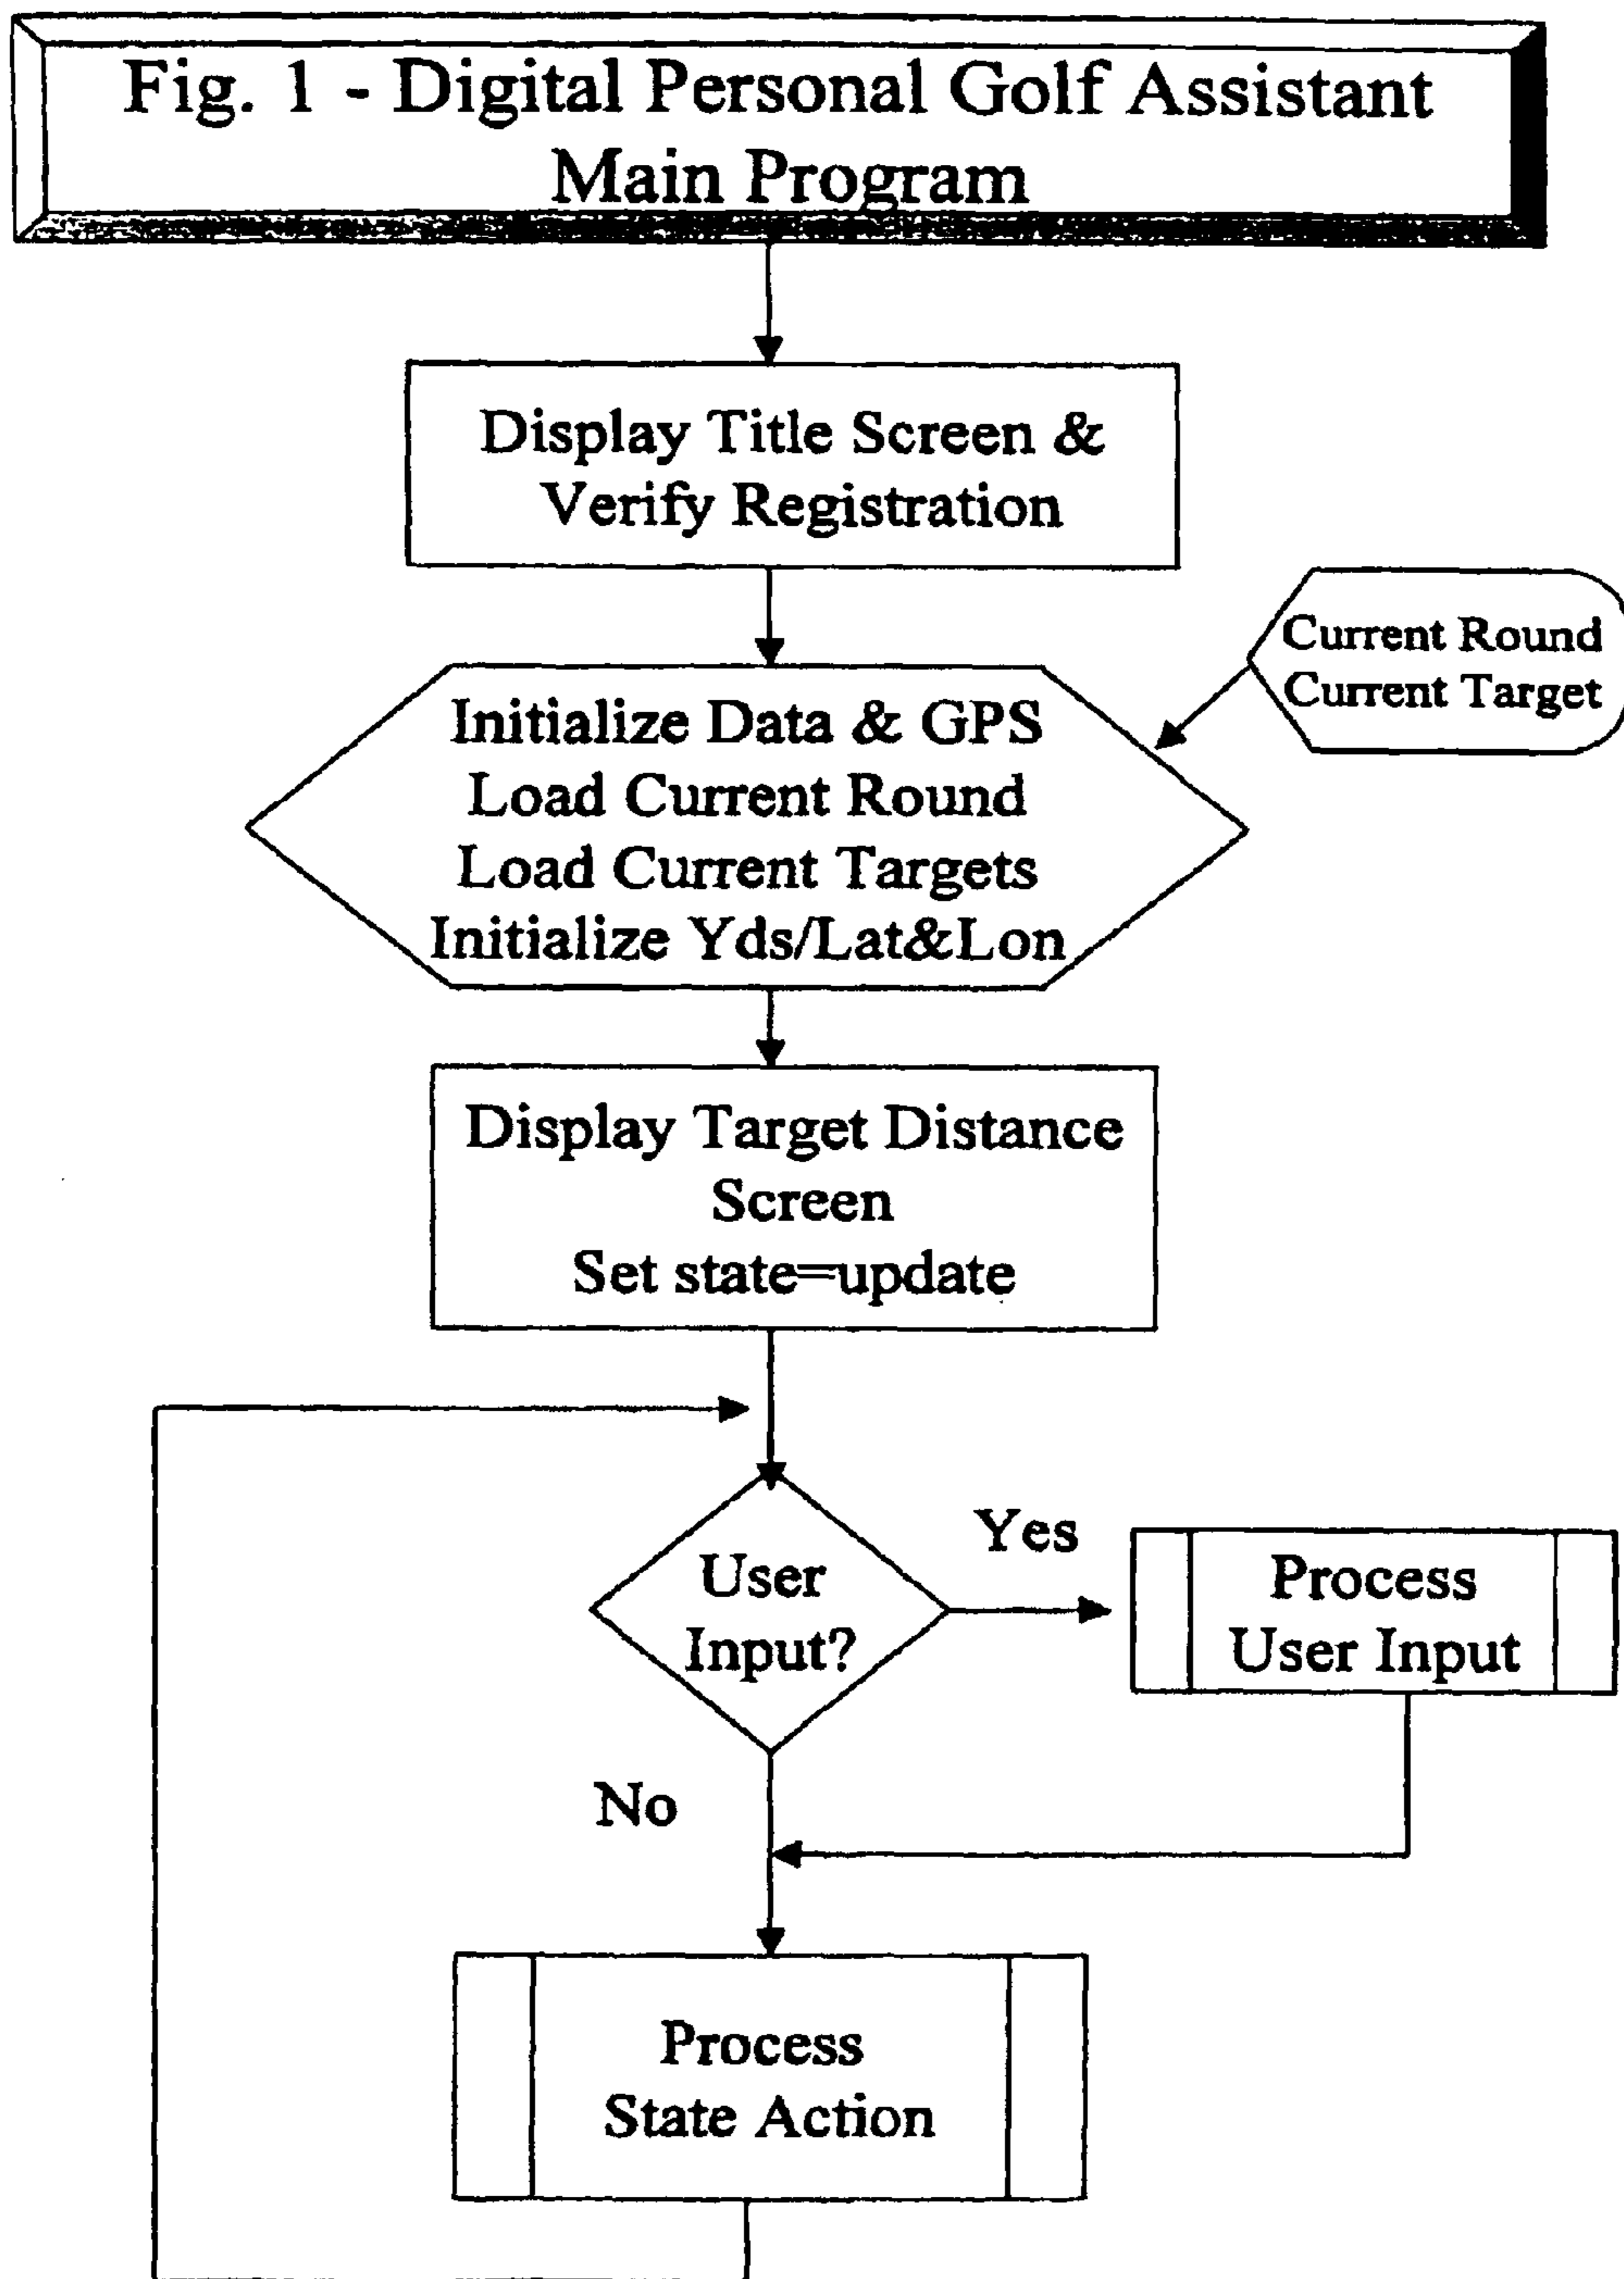 Fig. 1 - Digital Personal Golf Assistant
Main Program
Display Title Screen &
Verify Registration
Current Round
Current Target
Initialize Data & GPS
Load Current Round
Load Current Targets
Initialize Yds/Lat&Lon
Display Target Distance
Screen
Set state=update
User
Input?
Yes
Process
User Input
No
Process
State Action